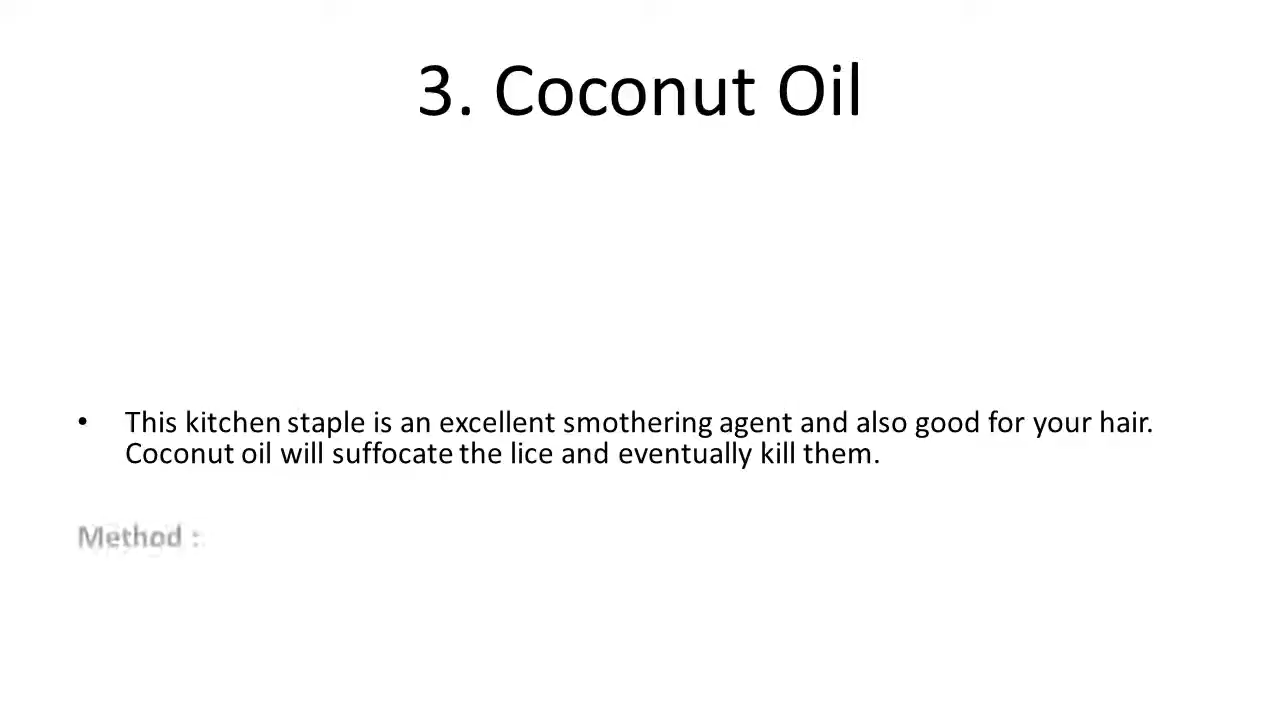 3. Coconut Oil
• This kitchen staple is an excellent smothering agent and also good for your hair.
Coconut oil will suffocate the lice and eventually kill them.
Method :